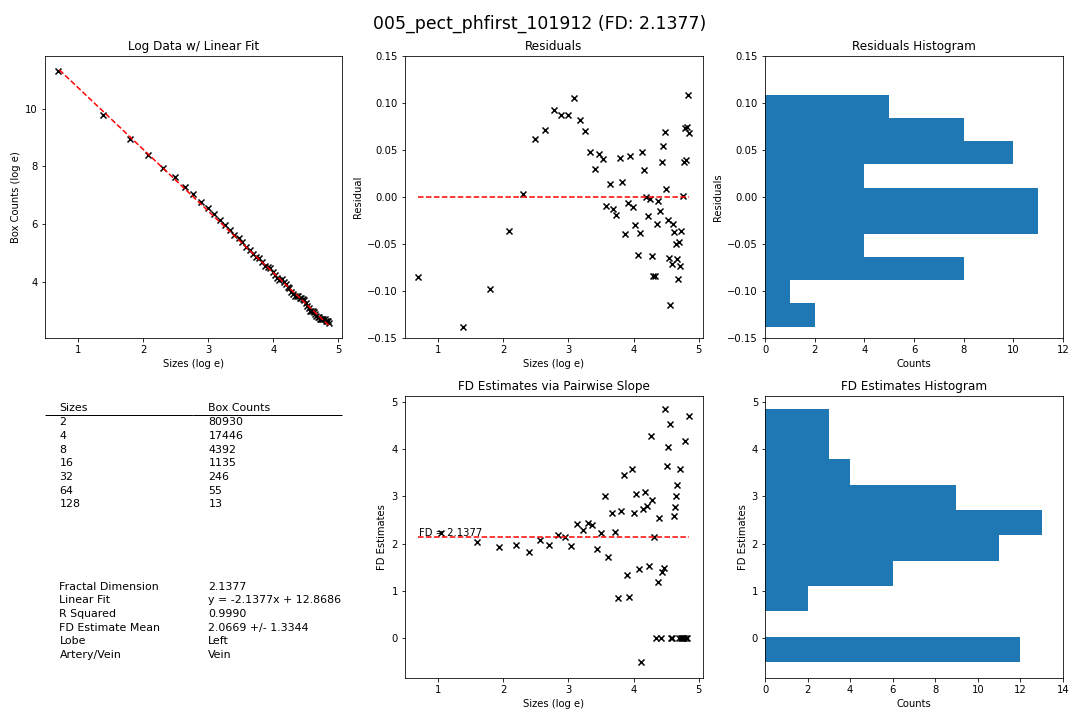 005_pect_phfirst_101912 (FD: 2.1377)
Log Data w/ Linear Fit
Box Counts (log e)
10
8
6
4
1 2 3 4 5
Sizes (log e)
Residuals
Residual
0.15
0.10
0.05
0.00
−0.05
−0.10
−0.15
1 2 3 4 5
Sizes (log e)
Residuals Histogram
Residuals
0.15
0.10
0.05
0.00
−0.05
−0.10
−0.15
0 2 4 6 8 10 12
Counts
Sizes Box Counts
2 80930
4 17446
8 4392
16 1135
32 246
64 55
128 13
Fractal Dimension 2.1377
Linear Fit y = -2.1377x + 12.8686
R Squared 0.9990
FD Estimate Mean 2.0669 +/- 1.3344
Lobe Left
Artery/Vein Vein
FD Estimates via Pairwise Slope
FD Estimates
5
4
3
2
1
0
FD = 2.1377
1 2 3 4 5
Sizes (log e)
FD Estimates Histogram
FD Estimates
5
4
3
2
1
0
0 2 4 6 8 10 12 14
Counts